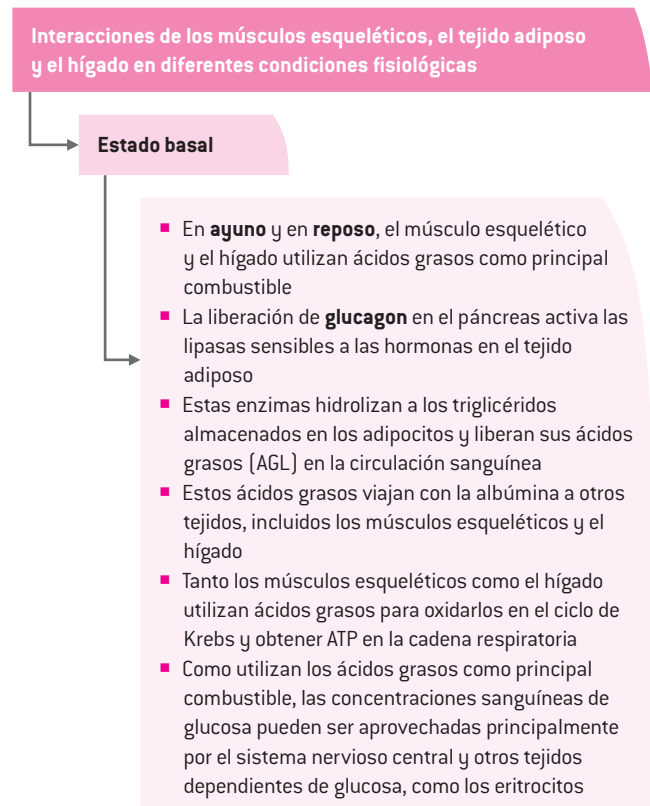 Interacciones de los músculos esqueléticos, el tejido adiposo
y el hígado en diferentes condiciones fisiológicas
Estado basal
■ En ayuno y en reposo, el músculo esquelético
y el hígado utilizan ácidos grasos como principal
combustible
■ La liberación de glucagon en el páncreas activa las
lipasas sensibles a las hormonas en el tejido
adiposo
■ Estas enzimas hidrolizan a los triglicéridos
almacenados en los adipocitos y liberan sus ácidos
grasos (AGL) en la circulación sanguínea
■ Estos ácidos grasos viajan con la albúmina a otros
tejidos, incluidos los músculos esqueléticos y el
hígado
■ Tanto los músculos esqueléticos como el hígado
utilizan ácidos grasos para oxidarlos en el ciclo de
Krebs y obtener ATP en la cadena respiratoria
■ Como utilizan los ácidos grasos como principal
combustible, las concentraciones sanguíneas de
glucosa pueden ser aprovechadas principalmente
por el sistema nervioso central y otros tejidos
dependientes de glucosa, como los eritrocitos